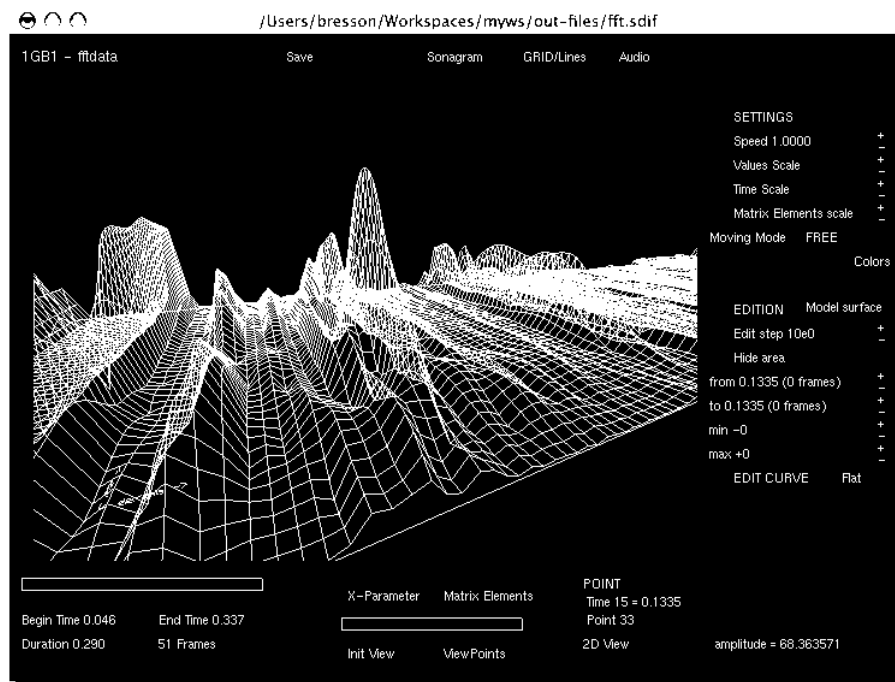 /Users/bresson/Workspaces/myws/out-files/fft.sdif
1GB1 - fftdata Save Sonagram GRID/Lines Audio
SETTINGS
Speed 1.0000 + -
Values Scale + -
Time Scale + -
Matrix Elements scale + -
Moving Mode FREE
Colors
EDITION Model surface
Edit step 10e0 + -
Hide area
from 0.1335 (0 frames) + -
to 0.1335 (0 frames) + -
min -0 + -
max +0 + -
EDIT CURVE Flat
X-Parameter Matrix Elements
POINT
Time 15 = 0.1335
Begin Time 0.046 End Time 0.337
Point 33
Duration 0.290 51 Frames
Init View ViewPoints
2D View
amplitude = 68.363571